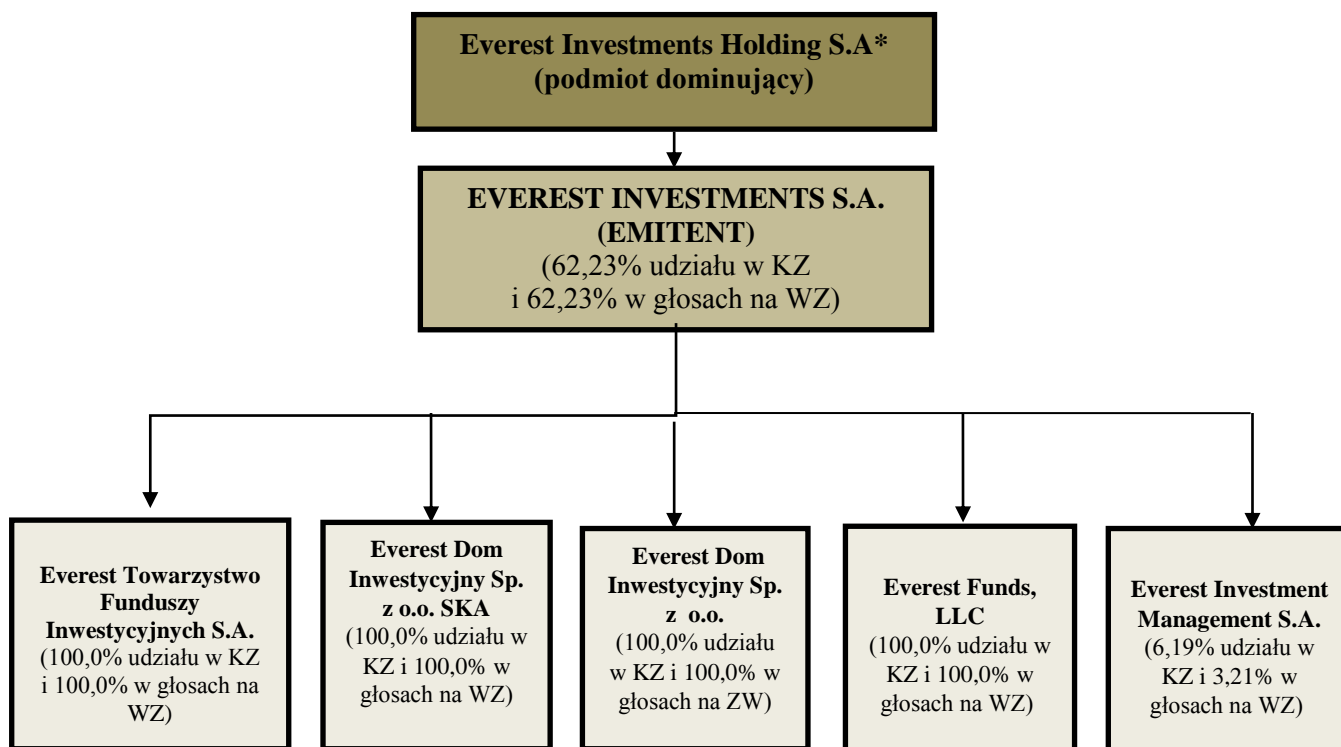 Everest Investments Holding S.A*
(podmiot dominujący)
EVEREST INVESTMENTS S.A.
(EMITENT)
(62,23% udziału w KZ
i 62,23% w głosach na WZ)
Everest Towarzystwo
Funduszy
Inwestycyjnych S.A.
(100,0% udziału w KZ
i 100,0% w głosach na
WZ)
Everest Dom
Inwestycyjny Sp.
z o.o. SKA
(100,0% udziału w
KZ i 100,0% w
głosach na WZ)
Everest Dom
Inwestycyjny Sp.
z o.o.
(100,0% udziału
w KZ i 100,0% w
głosach na ZW)
Everest Funds,
LLC
(100,0% udziału w
KZ i 100,0% w
głosach na WZ)
Everest Investment
Management S.A.
(6,19% udziału w
KZ i 3,21% w
głosach na WZ)